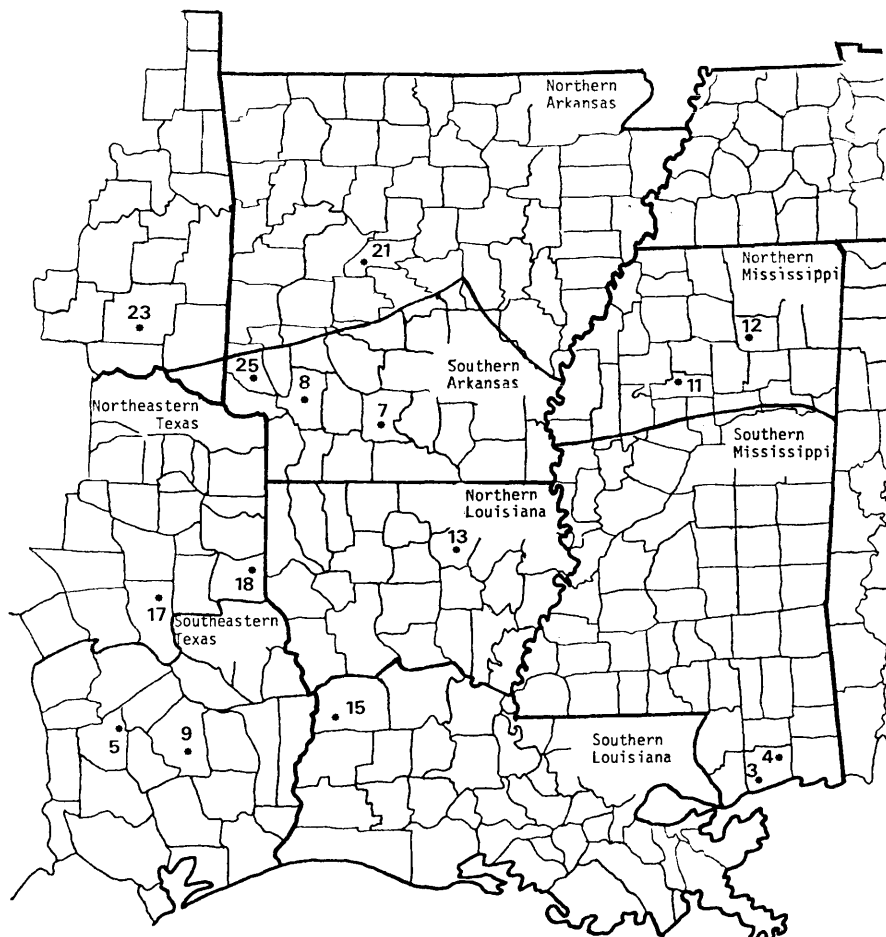 Northern
Arkansas
21
Northern
Mississippi
23
12
25
8
Southern
Arkansas
11
7
Northeastern
Texas
Southern
Mississippi
Northern
Louisiana
13
18
17
Southeastern
Texas
15
9
5
Southern
Louisiana
4
3